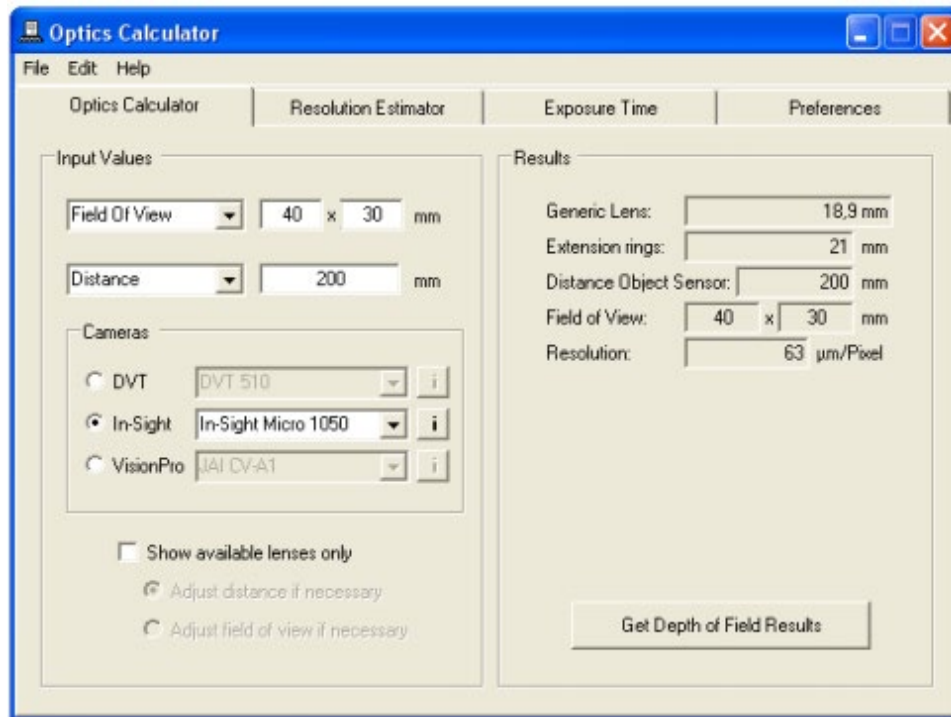 Optics Calculator
File Edit Help
Optics Calculator Resolution Estimator Exposure Time Preferences
Input Values
Field Of View 40 x 30 mm
Distance 200 mm
Cameras
DVT DVT 510 i
In-Sight In-Sight Micro 1050 i
VisionPro JAI CV-A1 i
Show available lenses only
Adjust distance if necessary
Adjust field of view if necessary
Results
Generic Lens: 18,9 mm
Extension rings: 21 mm
Distance Object Sensor: 200 mm
Field of View: 40 x 30 mm
Resolution: 63 µm/Pixel
Get Depth of Field Results